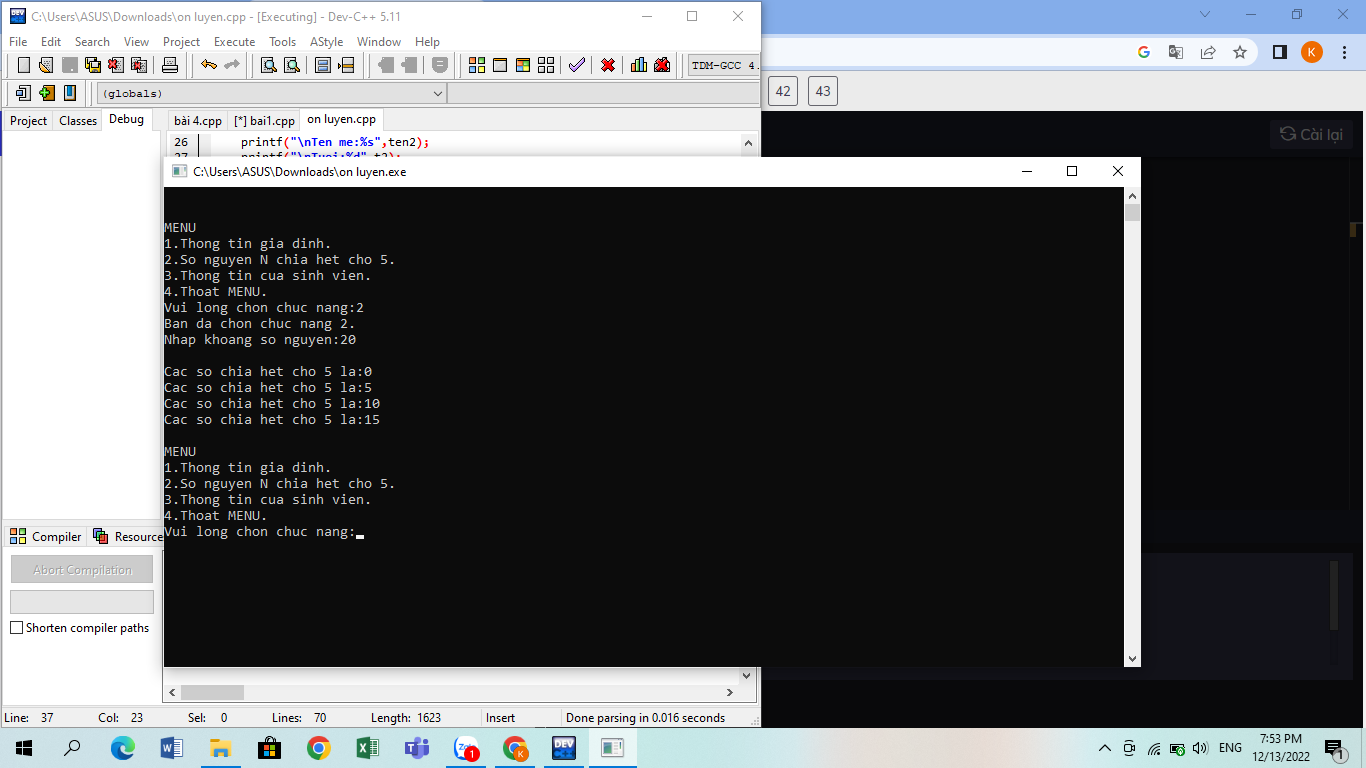 C:\Users\ASUS\Downloads\on luyen.cpp - [Executing] - Dev-C++ 5.11
File Edit Search View Project Execute Tools AStyle Window Help
TDM-GCC 4.
(globals)
42 43
Project Classes Debug
bài 4.cpp [*] bai1.cpp on luyen.cpp
26 printf("\nTen me:%s",ten2);
27 printf("\nTuoi:%d",t2);
Cài lại
C:\Users\ASUS\Downloads\on luyen.exe
MENU
1.Thong tin gia dinh.
2.So nguyen N chia het cho 5.
3.Thong tin cua sinh vien.
4.Thoat MENU.
Vui long chon chuc nang:2
Ban da chon chuc nang 2.
Nhap khoang so nguyen:20
Cac so chia het cho 5 la:0
Cac so chia het cho 5 la:5
Cac so chia het cho 5 la:10
Cac so chia het cho 5 la:15
MENU
1.Thong tin gia dinh.
2.So nguyen N chia het cho 5.
3.Thong tin cua sinh vien.
4.Thoat MENU.
Vui long chon chuc nang:
Compiler Resource
Abort Compilation
Shorten compiler paths
Line: 37 Col: 23 Sel: 0 Lines: 70 Length: 1623 Insert Done parsing in 0.016 seconds
ENG
7:53 PM
12/13/2022